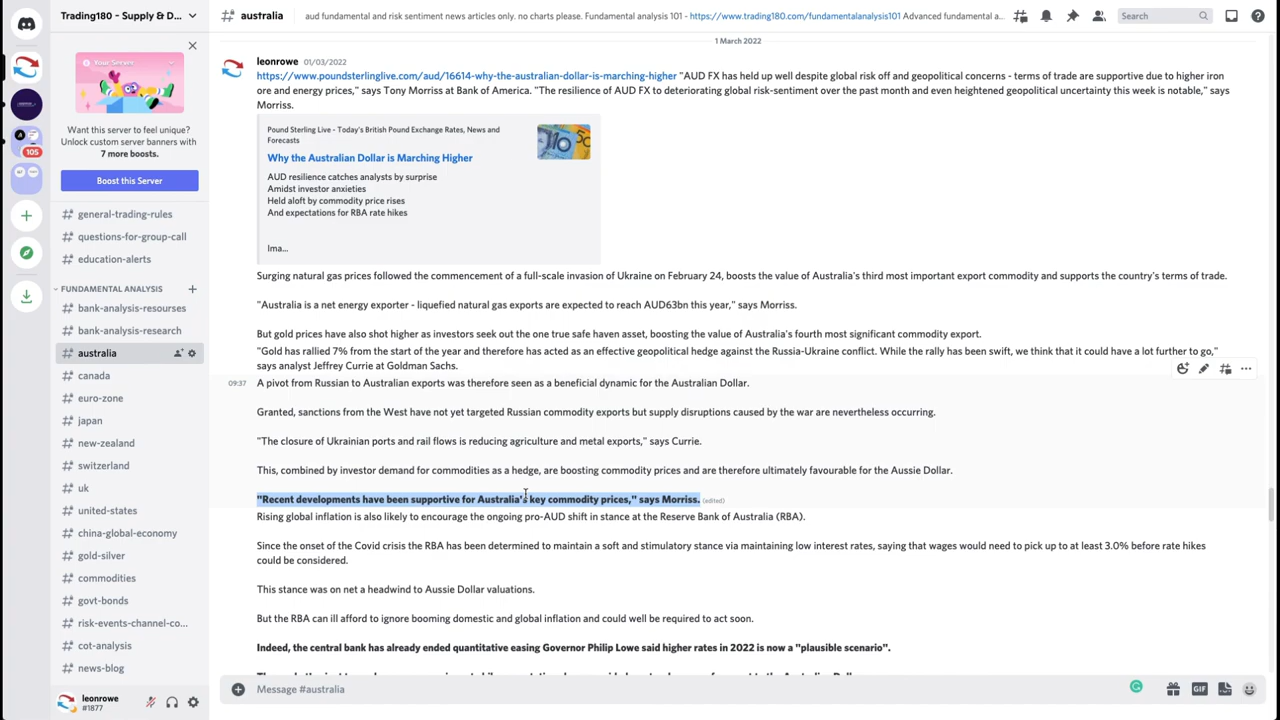 Trading180 - Supply & D...
australia
aud fundamental and risk sentiment news articles only. no charts please. Fundamental analysis 101 - https://www.trading180.com/fundamentalanalysis101 Advanced fundamental a...
Search
Your Server
Want this server to feel unique?
Unlock custom server banners with
7 more boosts.
Boost this Server
105
general-trading-rules
questions-for-group-call
education-alerts
FUNDAMENTAL ANALYSIS
bank-analysis-resourses
bank-analysis-research
australia
canada
euro-zone
japan
new-zealand
switzerland
uk
united-states
china-global-economy
gold-silver
commodities
govt-bonds
risk-events-channel-co...
cot-analysis
news-blog
leonrowe
#1877
1 March 2022
leonrowe 01/03/2022
https://www.poundsterlinglive.com/aud/16614-why-the-australian-dollar-is-marching-higher "AUD FX has held up well despite global risk off and geopolitical concerns - terms of trade are supportive due to higher iron
ore and energy prices," says Tony Morriss at Bank of America. "The resilience of AUD FX to deteriorating global risk-sentiment over the past month and even heightened geopolitical uncertainty this week is notable," says
Morriss.
Pound Sterling Live - Today's British Pound Exchange Rates, News and
Forecasts
Why the Australian Dollar is Marching Higher
AUD resilience catches analysts by surprise
Amidst investor anxieties
Held aloft by commodity price rises
And expectations for RBA rate hikes
Ima...
Surging natural gas prices followed the commencement of a full-scale invasion of Ukraine on February 24, boosts the value of Australia's third most important export commodity and supports the country's terms of trade.
"Australia is a net energy exporter - liquefied natural gas exports are expected to reach AUD63bn this year," says Morriss.
But gold prices have also shot higher as investors seek out the one true safe haven asset, boosting the value of Australia's fourth most significant commodity export.
"Gold has rallied 7% from the start of the year and therefore has acted as an effective geopolitical hedge against the Russia-Ukraine conflict. While the rally has been swift, we think that it could have a lot further to go,"
says analyst Jeffrey Currie at Goldman Sachs.
09:37 A pivot from Russian to Australian exports was therefore seen as a beneficial dynamic for the Australian Dollar.
Granted, sanctions from the West have not yet targeted Russian commodity exports but supply disruptions caused by the war are nevertheless occurring.
"The closure of Ukrainian ports and rail flows is reducing agriculture and metal exports," says Currie.
This, combined by investor demand for commodities as a hedge, are boosting commodity prices and are therefore ultimately favourable for the Aussie Dollar.
"Recent developments have been supportive for Australia's key commodity prices," says Morriss. (edited)
Rising global inflation is also likely to encourage the ongoing pro-AUD shift in stance at the Reserve Bank of Australia (RBA).
Since the onset of the Covid crisis the RBA has been determined to maintain a soft and stimulatory stance via maintaining low interest rates, saying that wages would need to pick up to at least 3.0% before rate hikes
could be considered.
This stance was on net a headwind to Aussie Dollar valuations.
But the RBA can ill afford to ignore booming domestic and global inflation and could well be required to act soon.
Indeed, the central bank has already ended quantitative easing Governor Philip Lowe said higher rates in 2022 is now a "plausible scenario".
Message #australia
GIF